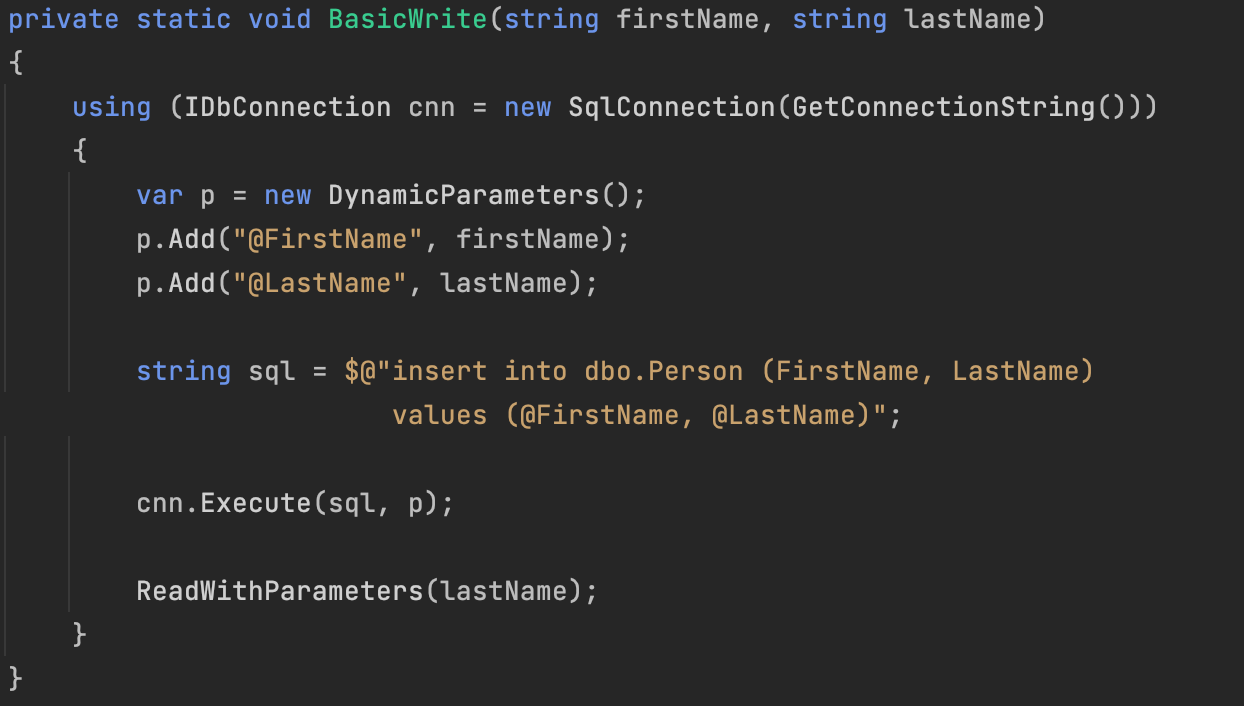 private static void BasicWrite(string firstName, string lastName)
{
    using (IDbConnection cnn = new SqlConnection(GetConnectionString()))
    {
        var p = new DynamicParameters();
        p.Add("@FirstName", firstName);
        p.Add("@LastName", lastName);

        string sql = $@"insert into dbo.Person (FirstName, LastName)
                        values (@FirstName, @LastName)";

        cnn.Execute(sql, p);

        ReadWithParameters(lastName);
    }
}